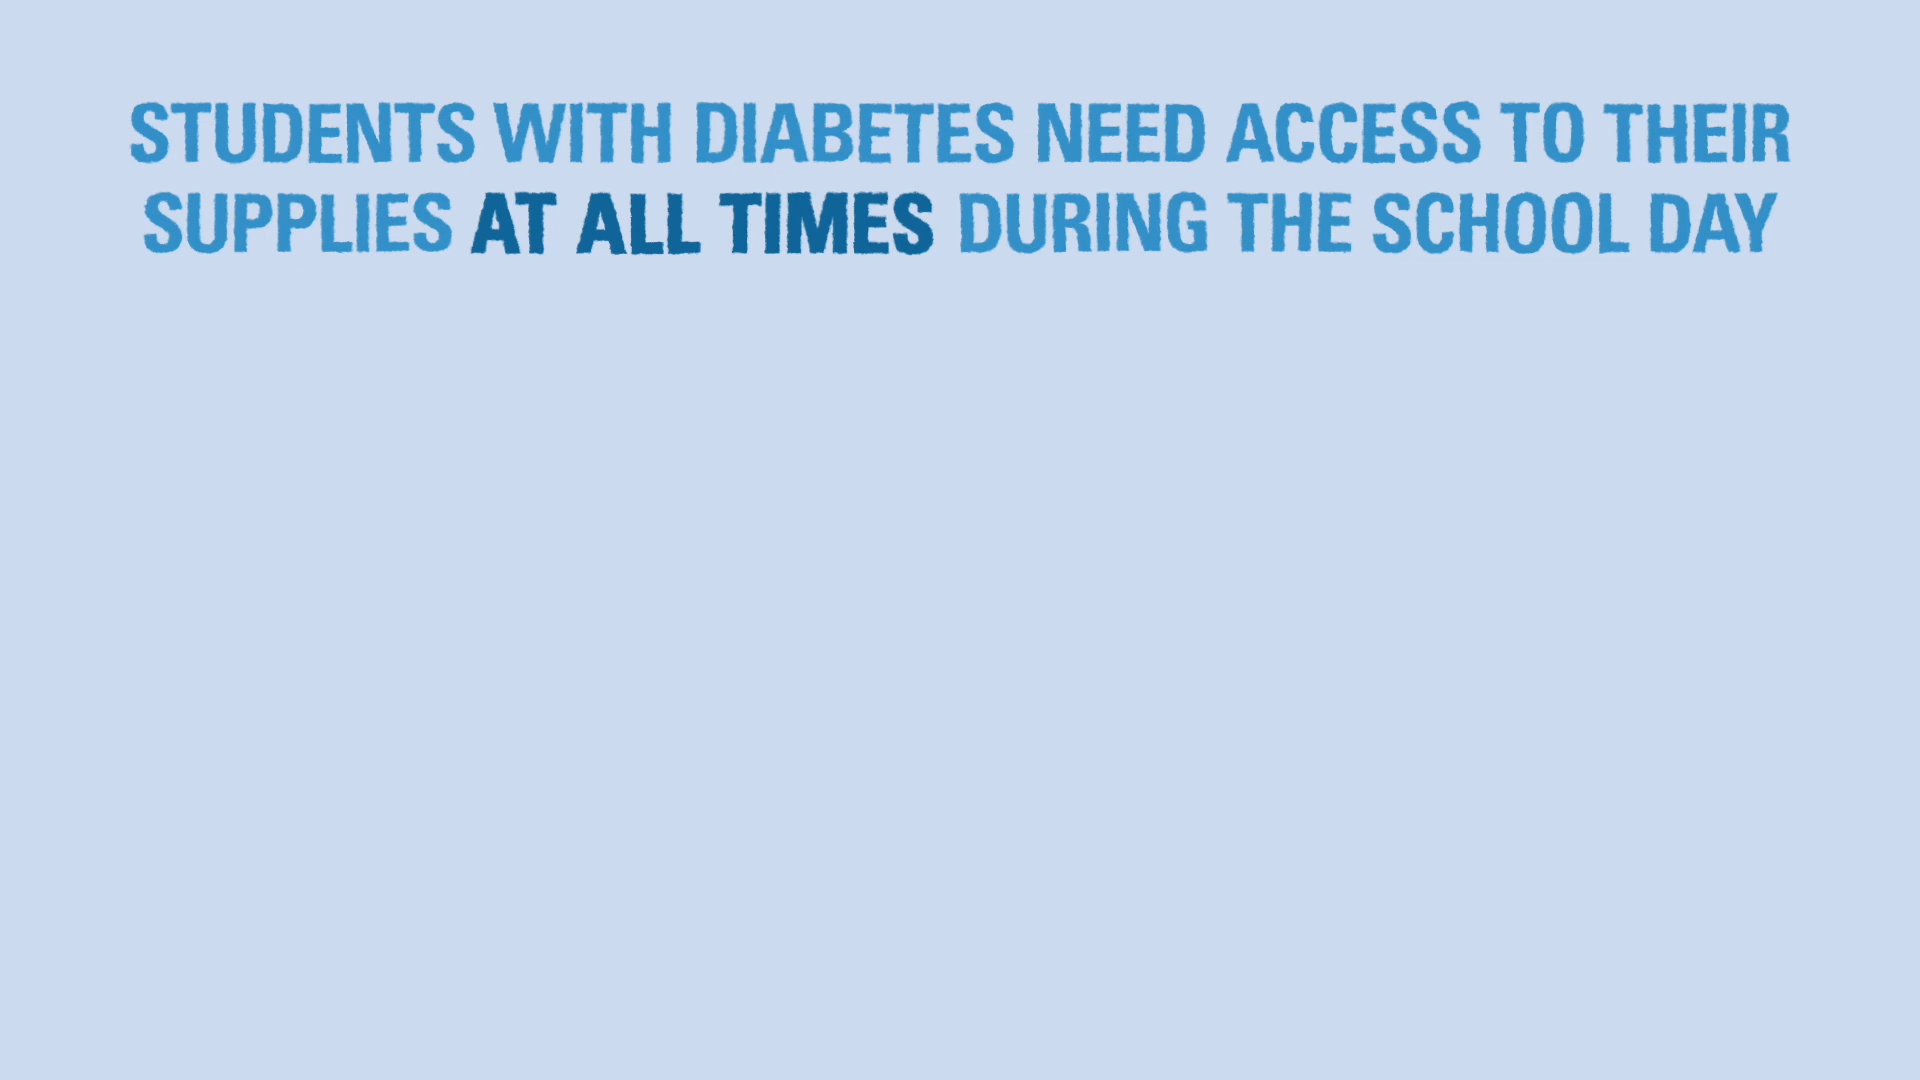 STUDENTS WITH DIABETES NEED ACCESS TO THEIR
SUPPLIES AT ALL TIMES DURING THE SCHOOL DAY